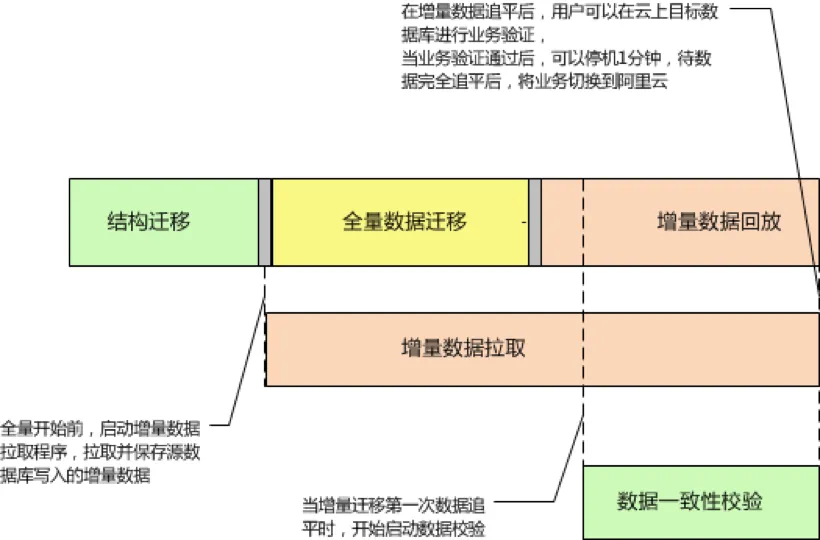 在增量数据追平后，用户可以在云上目标数
据库进行业务验证，
当业务验证通过后，可以停机1分钟，待数
据完全追平后，将业务切换到阿里云
结构迁移
全量数据迁移
增量数据回放
增量数据拉取
全量开始前，启动增量数据
拉取程序，拉取并保存源数
据库写入的增量数据
当增量迁移第一次数据追
平时，开始启动数据校验
数据一致性校验